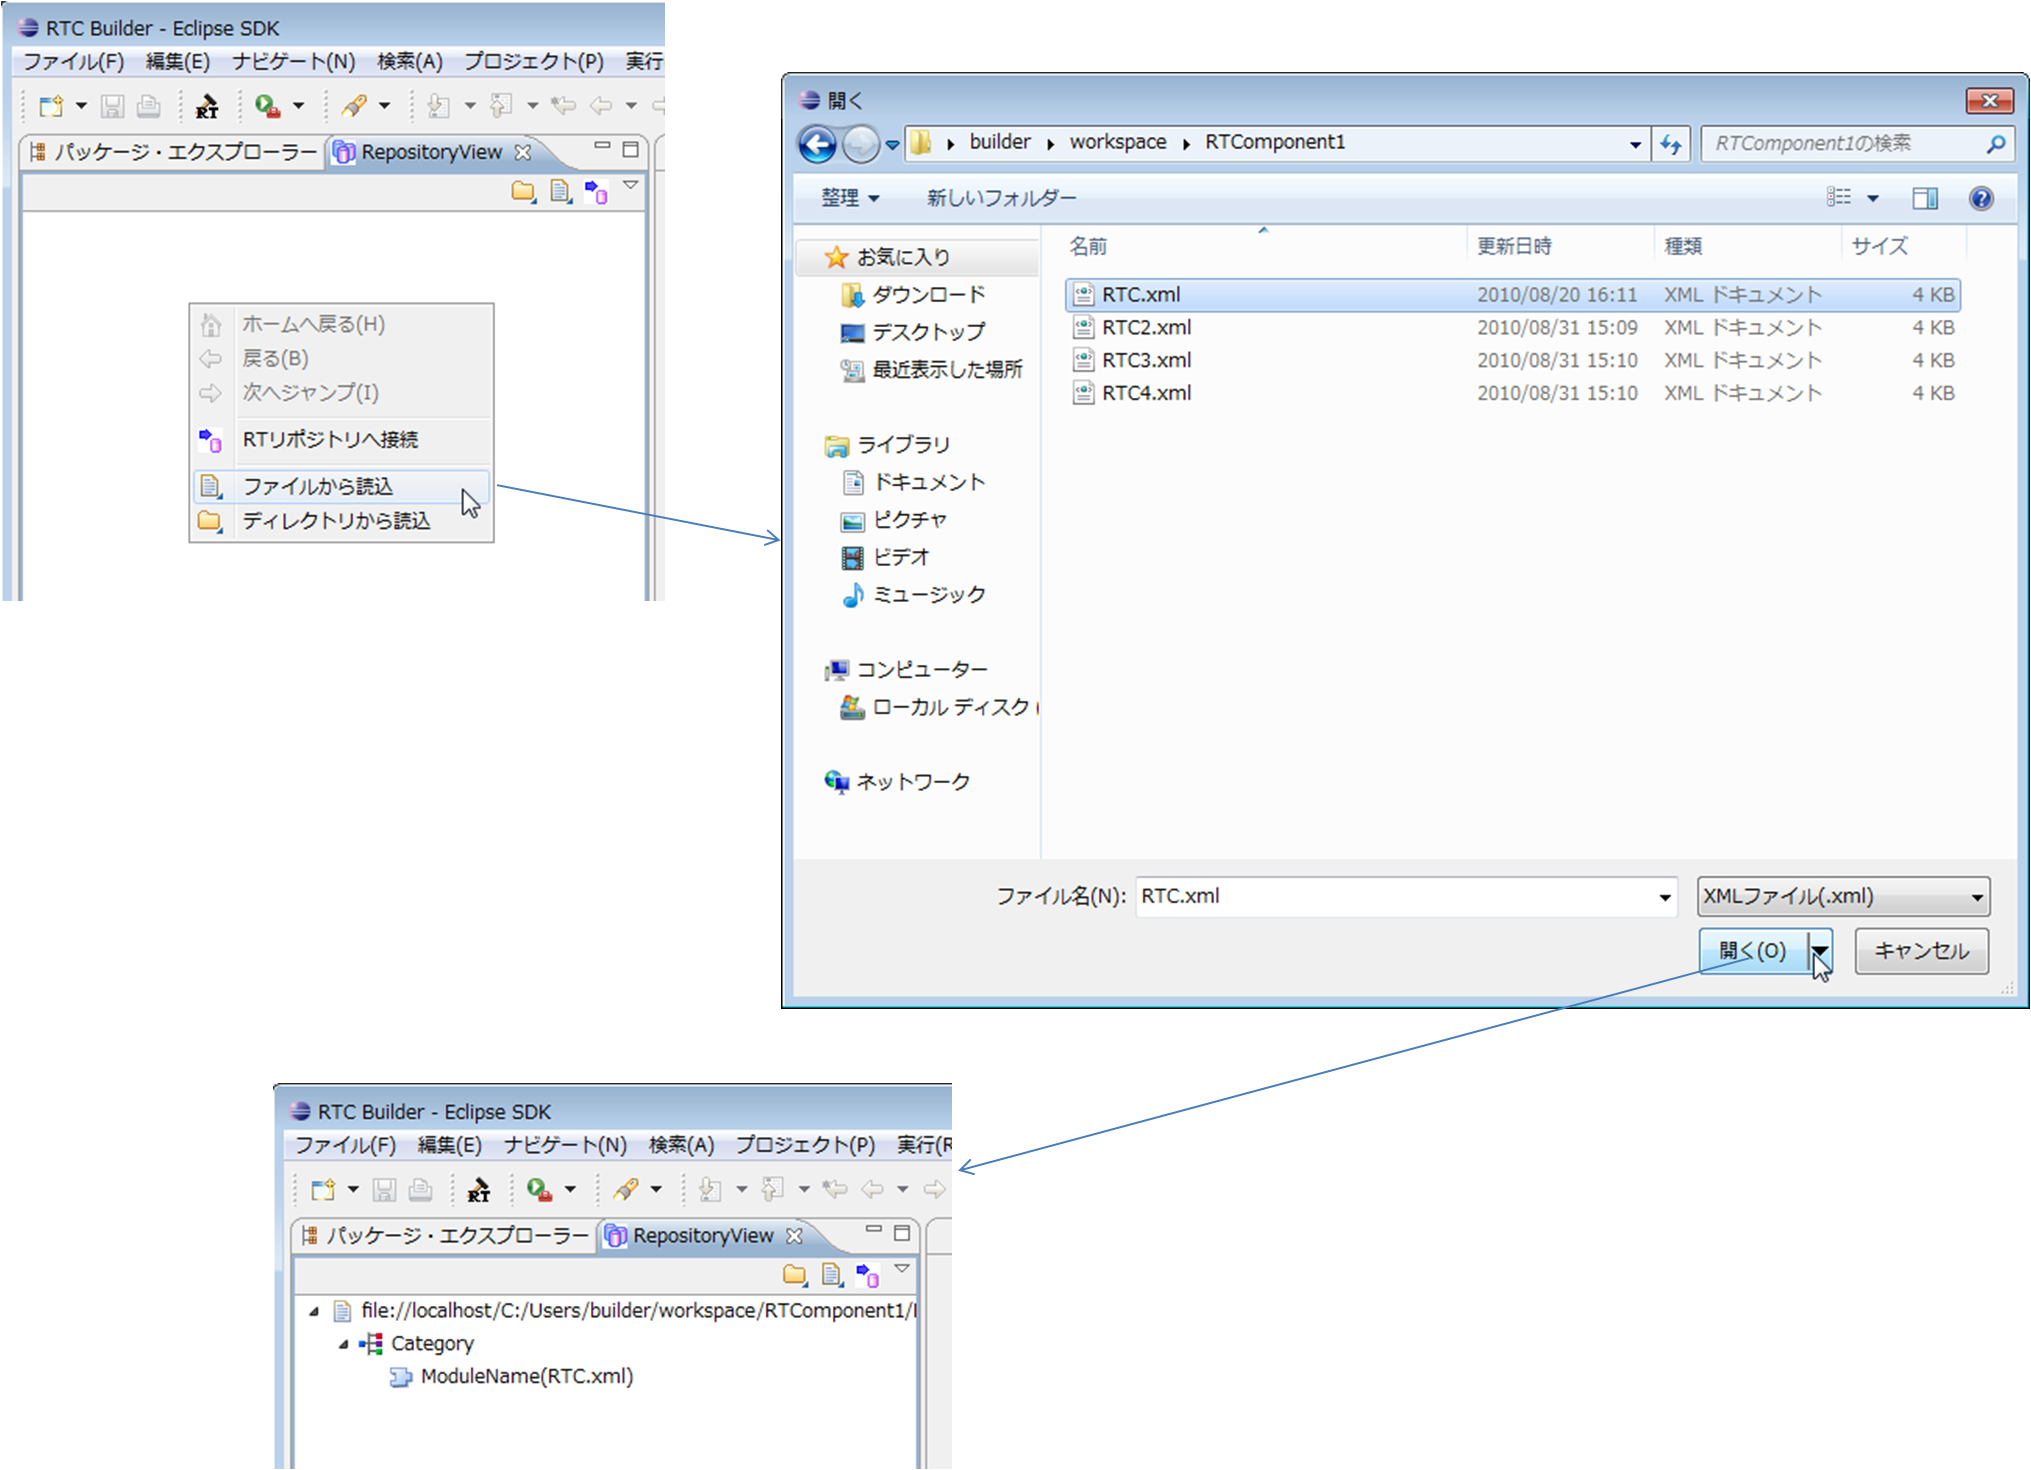 RTC Builder - Eclipse SDK
ファイル(F) 編集(E) ナビゲート(N) 検索(A) プロジェクト(P) 実行
RT
パッケージ・エクスプローラー RepositoryView
ホームへ戻る(H)
戻る(B)
次へジャンプ(I)
RTリポジトリへ接続
ファイルから読込
ディレクトリから読込
開く
builder workspace RTComponent1
RTComponent1の検索
整理 新しいフォルダー
お気に入り
ダウンロード
デスクトップ
最近表示した場所
ライブラリ
ドキュメント
ピクチャ
ビデオ
ミュージック
コンピューター
ローカル ディスク
ネットワーク
名前 更新日時 種類 サイズ
RTC.xml 2010/08/20 16:11 XML ドキュメント 4 KB
RTC2.xml 2010/08/31 15:09 XML ドキュメント 4 KB
RTC3.xml 2010/08/31 15:10 XML ドキュメント 4 KB
RTC4.xml 2010/08/31 15:10 XML ドキュメント 4 KB
ファイル名(N): RTC.xml XMLファイル(.xml)
開く(O) キャンセル
RTC Builder - Eclipse SDK
ファイル(F) 編集(E) ナビゲート(N) 検索(A) プロジェクト(P) 実行(R
RT
パッケージ・エクスプローラー RepositoryView
file://localhost/C:/Users/builder/workspace/RTComponent1/
Category
ModuleName(RTC.xml)